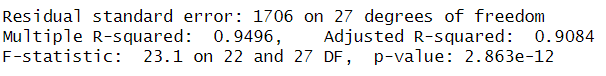 Residual standard error: 1706 on 27 degrees of freedom
Multiple R-squared:  0.9496,    Adjusted R-squared:  0.9084
F-statistic:  23.1 on 22 and 27 DF,  p-value: 2.863e-12